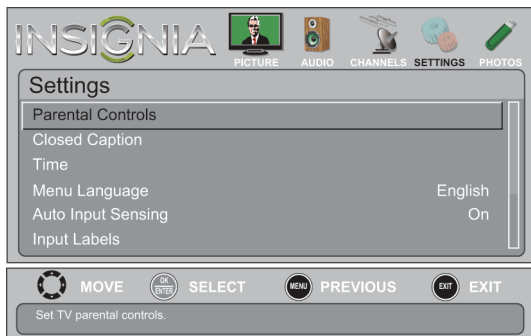 INSIGNIA
PICTURE AUDIO CHANNELS SETTINGS PHOTOS
Settings
Parental Controls
Closed Caption
Time
Menu Language English
Auto Input Sensing On
Input Labels
MOVE OK ENTER SELECT MENU PREVIOUS EXIT EXIT
Set TV parental controls.